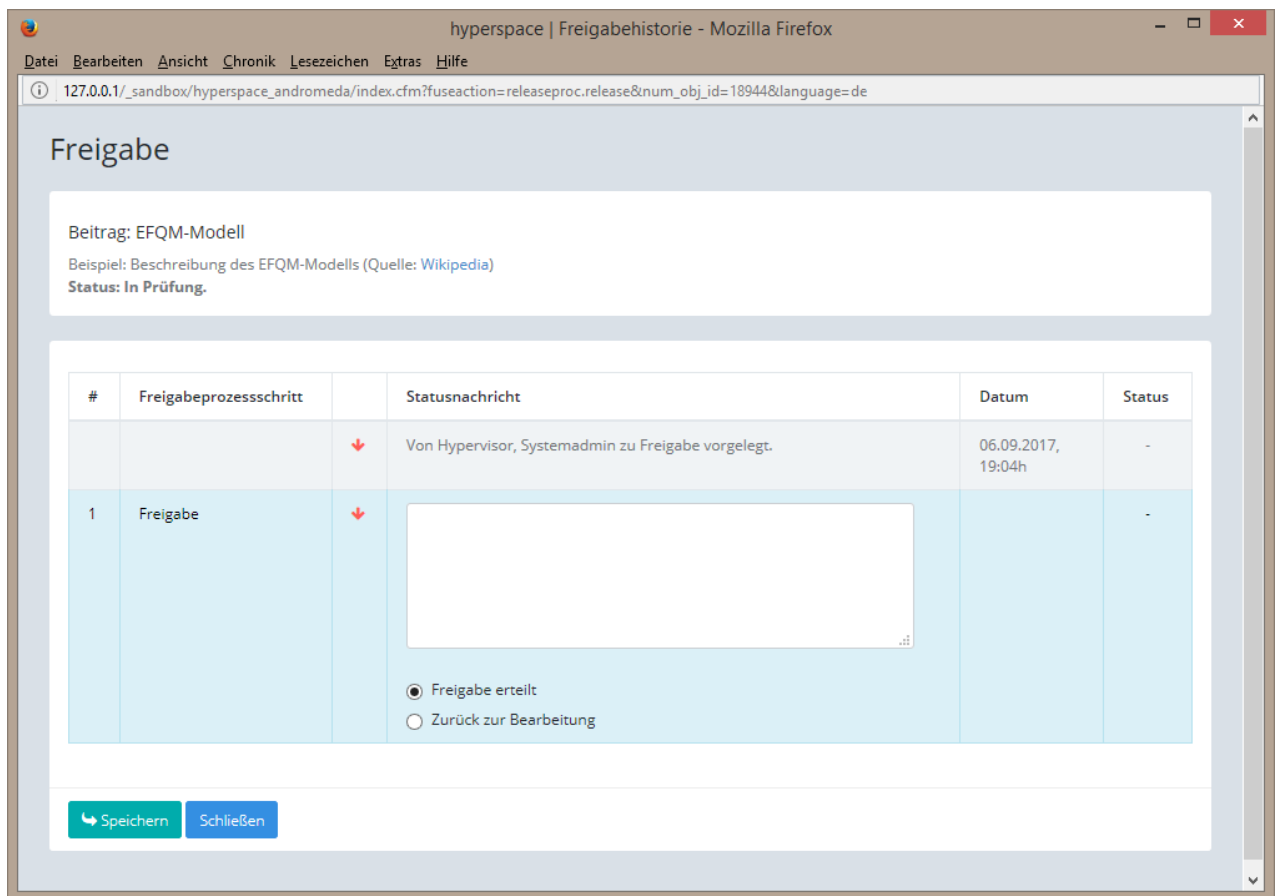 hyperspace | Freigabehistorie - Mozilla Firefox
Datei Bearbeiten Ansicht Chronik Lesezeichen Extras Hilfe
127.0.0.1/_sandbox/hyperspace_andromeda/index.cfm?fuseaction=releaseproc.release&num_obj_id=18944&language=de
Freigabe
Beitrag: EFQM-Modell
Beispiel: Beschreibung des EFQM-Modells (Quelle: Wikipedia)
Status: In Prüfung.
# Freigabeprozessschritt Statusnachricht Datum Status
Von Hypervisor, Systemadmin zu Freigabe vorgelegt. 06.09.2017, -
19:04h
1 Freigabe -
Freigabe erteilt
Zurück zur Bearbeitung
Speichern Schließen